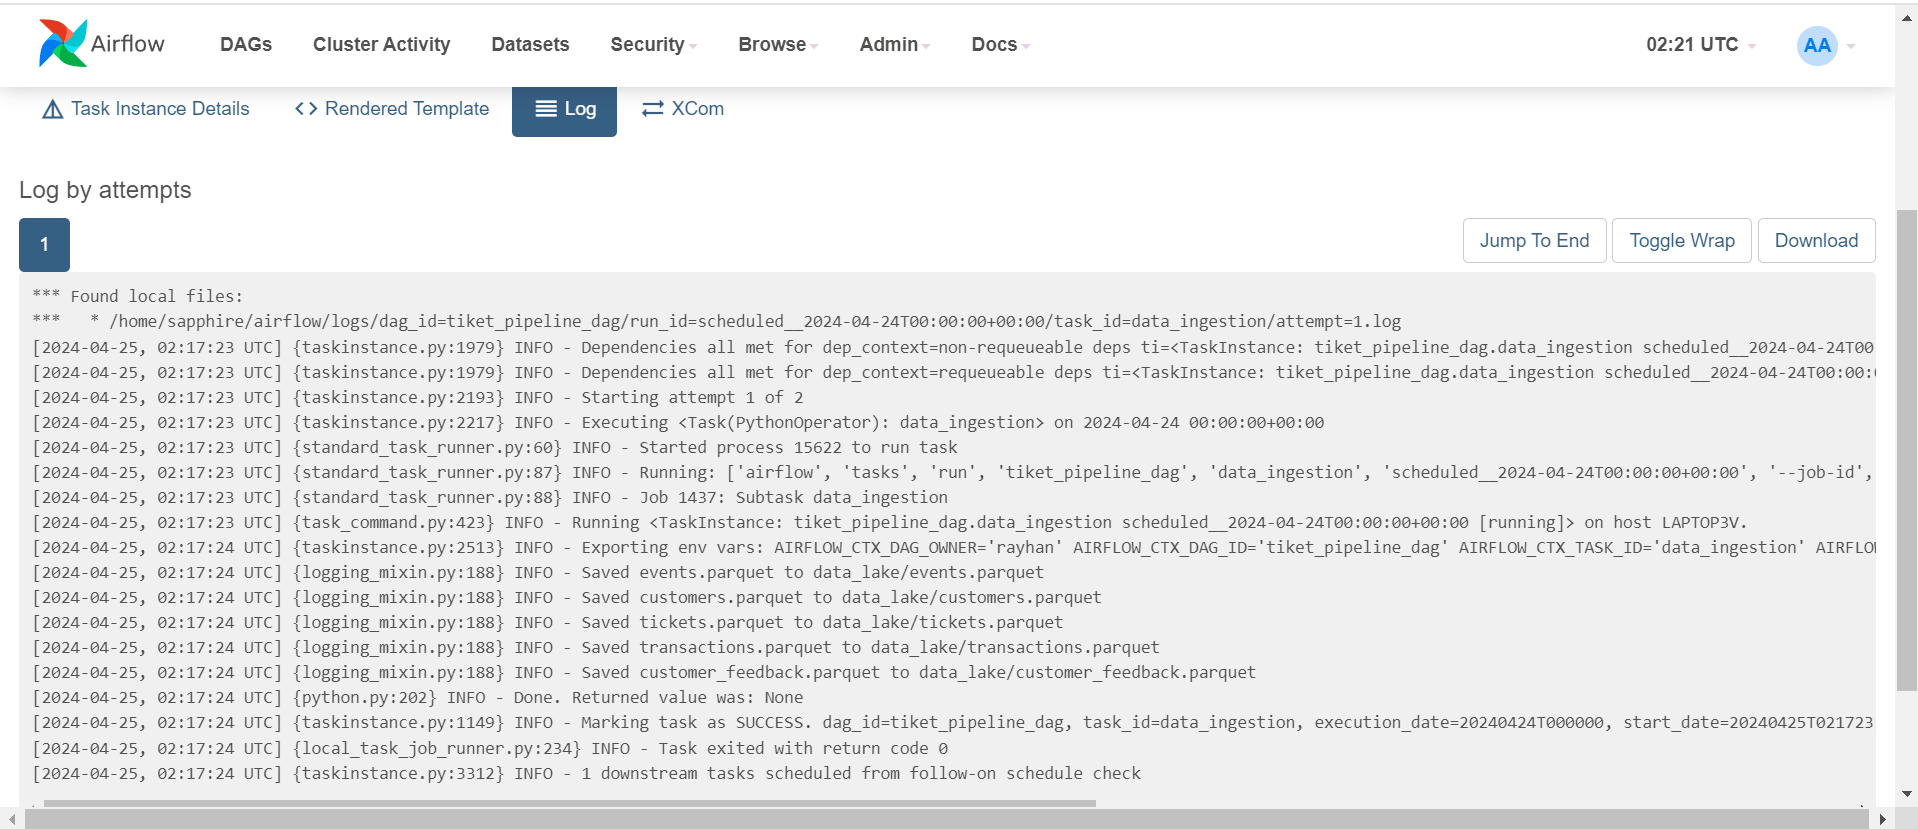 Airflow DAGs Cluster Activity Datasets Security Browse Admin Docs 02:21 UTC AA
Task Instance Details <> Rendered Template Log XCom
Log by attempts
1
Jump To End Toggle Wrap Download
*** Found local files:
***   * /home/sapphire/airflow/logs/dag_id=tiket_pipeline_dag/run_id=scheduled__2024-04-24T00:00:00+00:00/task_id=data_ingestion/attempt=1.log
[2024-04-25, 02:17:23 UTC] {taskinstance.py:1979} INFO - Dependencies all met for dep_context=non-requeueable deps ti=<TaskInstance: tiket_pipeline_dag.data_ingestion scheduled__2024-04-24T00
[2024-04-25, 02:17:23 UTC] {taskinstance.py:1979} INFO - Dependencies all met for dep_context=requeueable deps ti=<TaskInstance: tiket_pipeline_dag.data_ingestion scheduled__2024-04-24T00:00:
[2024-04-25, 02:17:23 UTC] {taskinstance.py:2193} INFO - Starting attempt 1 of 2
[2024-04-25, 02:17:23 UTC] {taskinstance.py:2217} INFO - Executing <Task(PythonOperator): data_ingestion> on 2024-04-24 00:00:00+00:00
[2024-04-25, 02:17:23 UTC] {standard_task_runner.py:60} INFO - Started process 15622 to run task
[2024-04-25, 02:17:23 UTC] {standard_task_runner.py:87} INFO - Running: ['airflow', 'tasks', 'run', 'tiket_pipeline_dag', 'data_ingestion', 'scheduled__2024-04-24T00:00:00+00:00', '--job-id',
[2024-04-25, 02:17:23 UTC] {standard_task_runner.py:88} INFO - Job 1437: Subtask data_ingestion
[2024-04-25, 02:17:23 UTC] {task_command.py:423} INFO - Running <TaskInstance: tiket_pipeline_dag.data_ingestion scheduled__2024-04-24T00:00:00+00:00 [running]> on host LAPTOP3V.
[2024-04-25, 02:17:24 UTC] {taskinstance.py:2513} INFO - Exporting env vars: AIRFLOW_CTX_DAG_OWNER='rayhan' AIRFLOW_CTX_DAG_ID='tiket_pipeline_dag' AIRFLOW_CTX_TASK_ID='data_ingestion' AIRFLO
[2024-04-25, 02:17:24 UTC] {logging_mixin.py:188} INFO - Saved events.parquet to data_lake/events.parquet
[2024-04-25, 02:17:24 UTC] {logging_mixin.py:188} INFO - Saved customers.parquet to data_lake/customers.parquet
[2024-04-25, 02:17:24 UTC] {logging_mixin.py:188} INFO - Saved tickets.parquet to data_lake/tickets.parquet
[2024-04-25, 02:17:24 UTC] {logging_mixin.py:188} INFO - Saved transactions.parquet to data_lake/transactions.parquet
[2024-04-25, 02:17:24 UTC] {logging_mixin.py:188} INFO - Saved customer_feedback.parquet to data_lake/customer_feedback.parquet
[2024-04-25, 02:17:24 UTC] {python.py:202} INFO - Done. Returned value was: None
[2024-04-25, 02:17:24 UTC] {taskinstance.py:1149} INFO - Marking task as SUCCESS. dag_id=tiket_pipeline_dag, task_id=data_ingestion, execution_date=20240424T000000, start_date=20240425T021723
[2024-04-25, 02:17:24 UTC] {local_task_job_runner.py:234} INFO - Task exited with return code 0
[2024-04-25, 02:17:24 UTC] {taskinstance.py:3312} INFO - 1 downstream tasks scheduled from follow-on schedule check